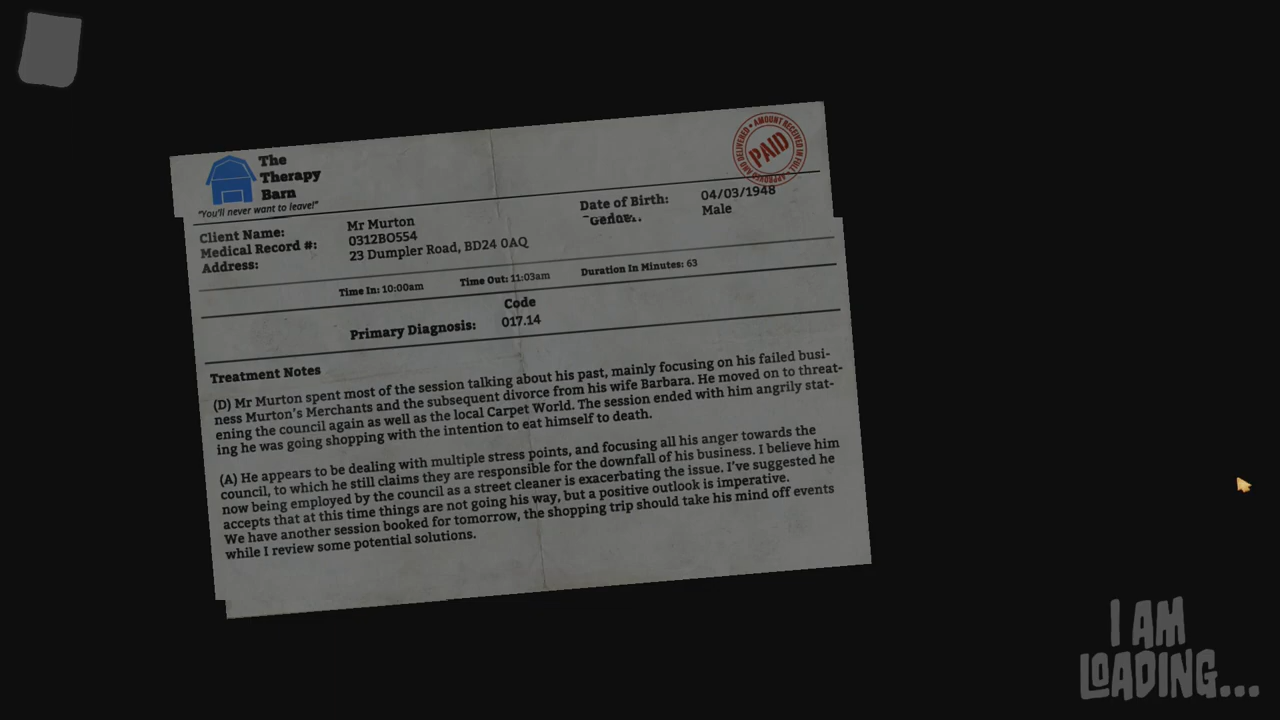 The
Therapy
Barn
"You'll never want to leave!"
DELIVERED • AMOUNT RECEIVED IN FULL
PAID
Client Name: Mr Murton
Medical Record #: 0312BO554
Address: 23 Dumpler Road, BD24 0AQ
Date of Birth: 04/03/1948
Male
Time In: 10:00am Time Out: 11:03am Duration In Minutes: 63
Code
Primary Diagnosis: 017.14
Treatment Notes
(D) Mr Murton spent most of the session talking about his past, mainly focusing on his failed busi-
ness Murton's Merchants and the subsequent divorce from his wife Barbara. He moved on to threat-
ening the council again as well as the local Carpet World. The session ended with him angrily stat-
ing he was going shopping with the intention to eat himself to death.
(A) He appears to be dealing with multiple stress points, and focusing all his anger towards the
council, to which he still claims they are responsible for the downfall of his business. I believe him
now being employed by the council as a street cleaner is exacerbating the issue. I've suggested he
accepts that at this time things are not going his way, but a positive outlook is imperative.
We have another session booked for tomorrow, the shopping trip should take his mind off events
while I review some potential solutions.
I AM
LOADING...